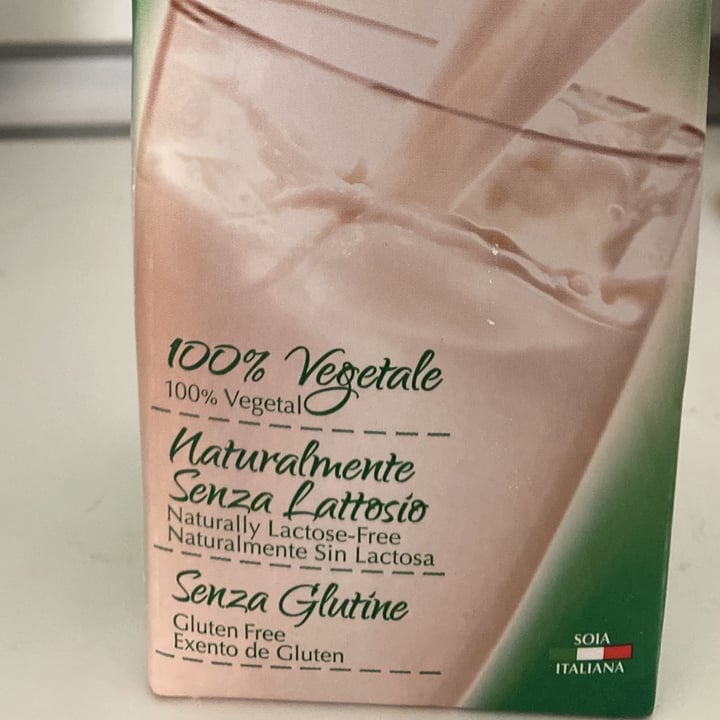 100% Vegetale
100% Vegetal
Naturalmente
Senza Lattosio
Naturally Lactose-Free
Naturalmente Sin Lactosa
Senza Glutine
Gluten Free
Exento de Gluten
SOIA
ITALIANA